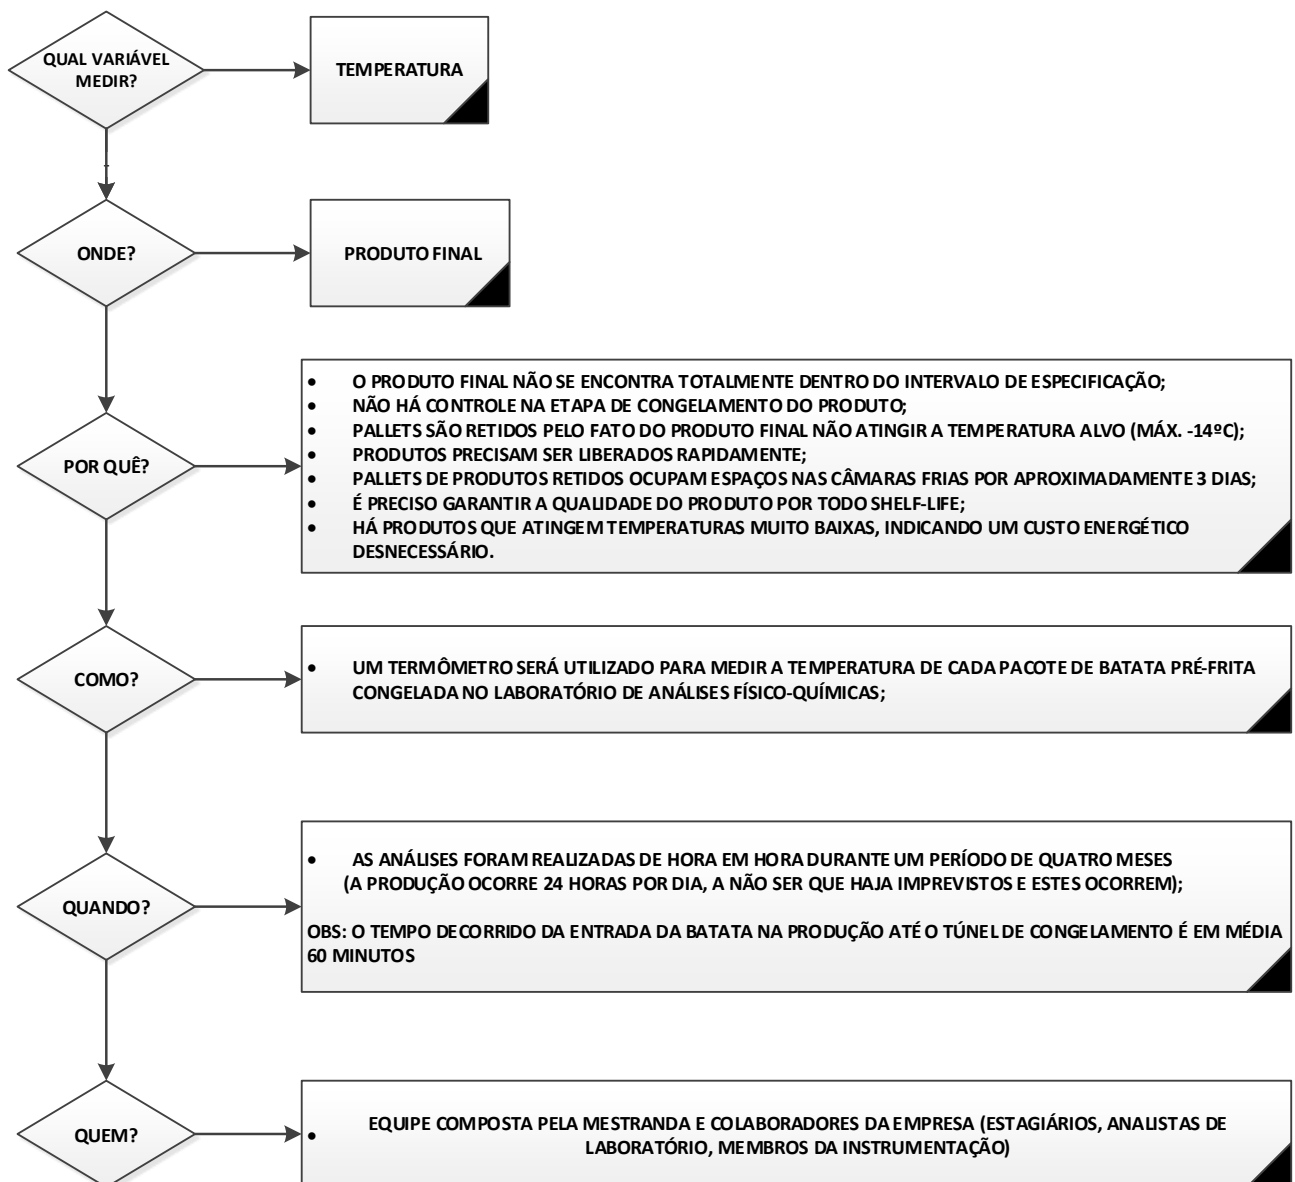 QUAL VARIÁVEL
MEDIR?
TEMPERATURA
ONDE?
PRODUTO FINAL
POR QUÊ?
• O PRODUTO FINAL NÃO SE ENCONTRA TOTALMENTE DENTRO DO INTERVALO DE ESPECIFICAÇÃO;
• NÃO HÁ CONTROLE NA ETAPA DE CONGELAMENTO DO PRODUTO;
• PALLETS SÃO RETIDOS PELO FATO DO PRODUTO FINAL NÃO ATINGIR A TEMPERATURA ALVO (MÁX. -14ºC);
• PRODUTOS PRECISAM SER LIBERADOS RAPIDAMENTE;
• PALLETS DE PRODUTOS RETIDOS OCUPAM ESPAÇOS NAS CÂMARAS FRIAS POR APROXIMADAMENTE 3 DIAS;
• É PRECISO GARANTIR A QUALIDADE DO PRODUTO POR TODO SHELF-LIFE;
• HÁ PRODUTOS QUE ATINGEM TEMPERATURAS MUITO BAIXAS, INDICANDO UM CUSTO ENERGÉTICO
DESNECESSÁRIO.
COMO?
• UM TERMÔMETRO SERÁ UTILIZADO PARA MEDIR A TEMPERATURA DE CADA PACOTE DE BATATA PRÉ-FRITA
CONGELADA NO LABORATÓRIO DE ANÁLISES FÍSICO-QUÍMICAS;
QUANDO?
• AS ANÁLISES FORAM REALIZADAS DE HORA EM HORA DURANTE UM PERÍODO DE QUATRO MESES
(A PRODUÇÃO OCORRE 24 HORAS POR DIA, A NÃO SER QUE HAJA IMPREVISTOS E ESTES OCORREM);
OBS: O TEMPO DECORRIDO DA ENTRADA DA BATATA NA PRODUÇÃO ATÉ O TÚNEL DE CONGELAMENTO É EM MÉDIA
60 MINUTOS
QUEM?
• EQUIPE COMPOSTA PELA MESTRANDA E COLABORADORES DA EMPRESA (ESTAGIÁRIOS, ANALISTAS DE
LABORATÓRIO, MEMBROS DA INSTRUMENTAÇÃO)